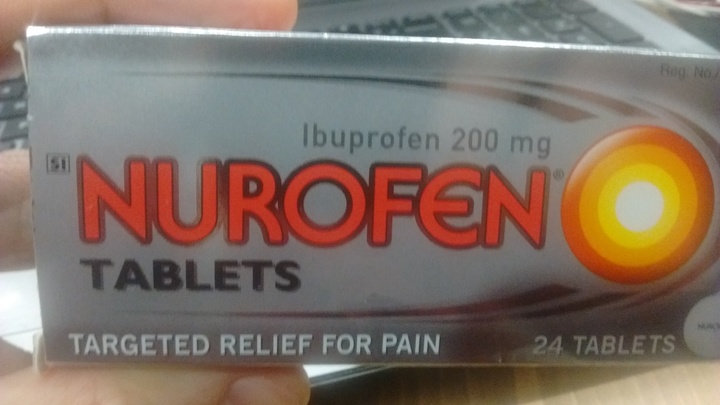 Reg. No.
Ibuprofen 200 mg
S1
NUROFEN®
TABLETS
TARGETED RELIEF FOR PAIN
24 TABLETS